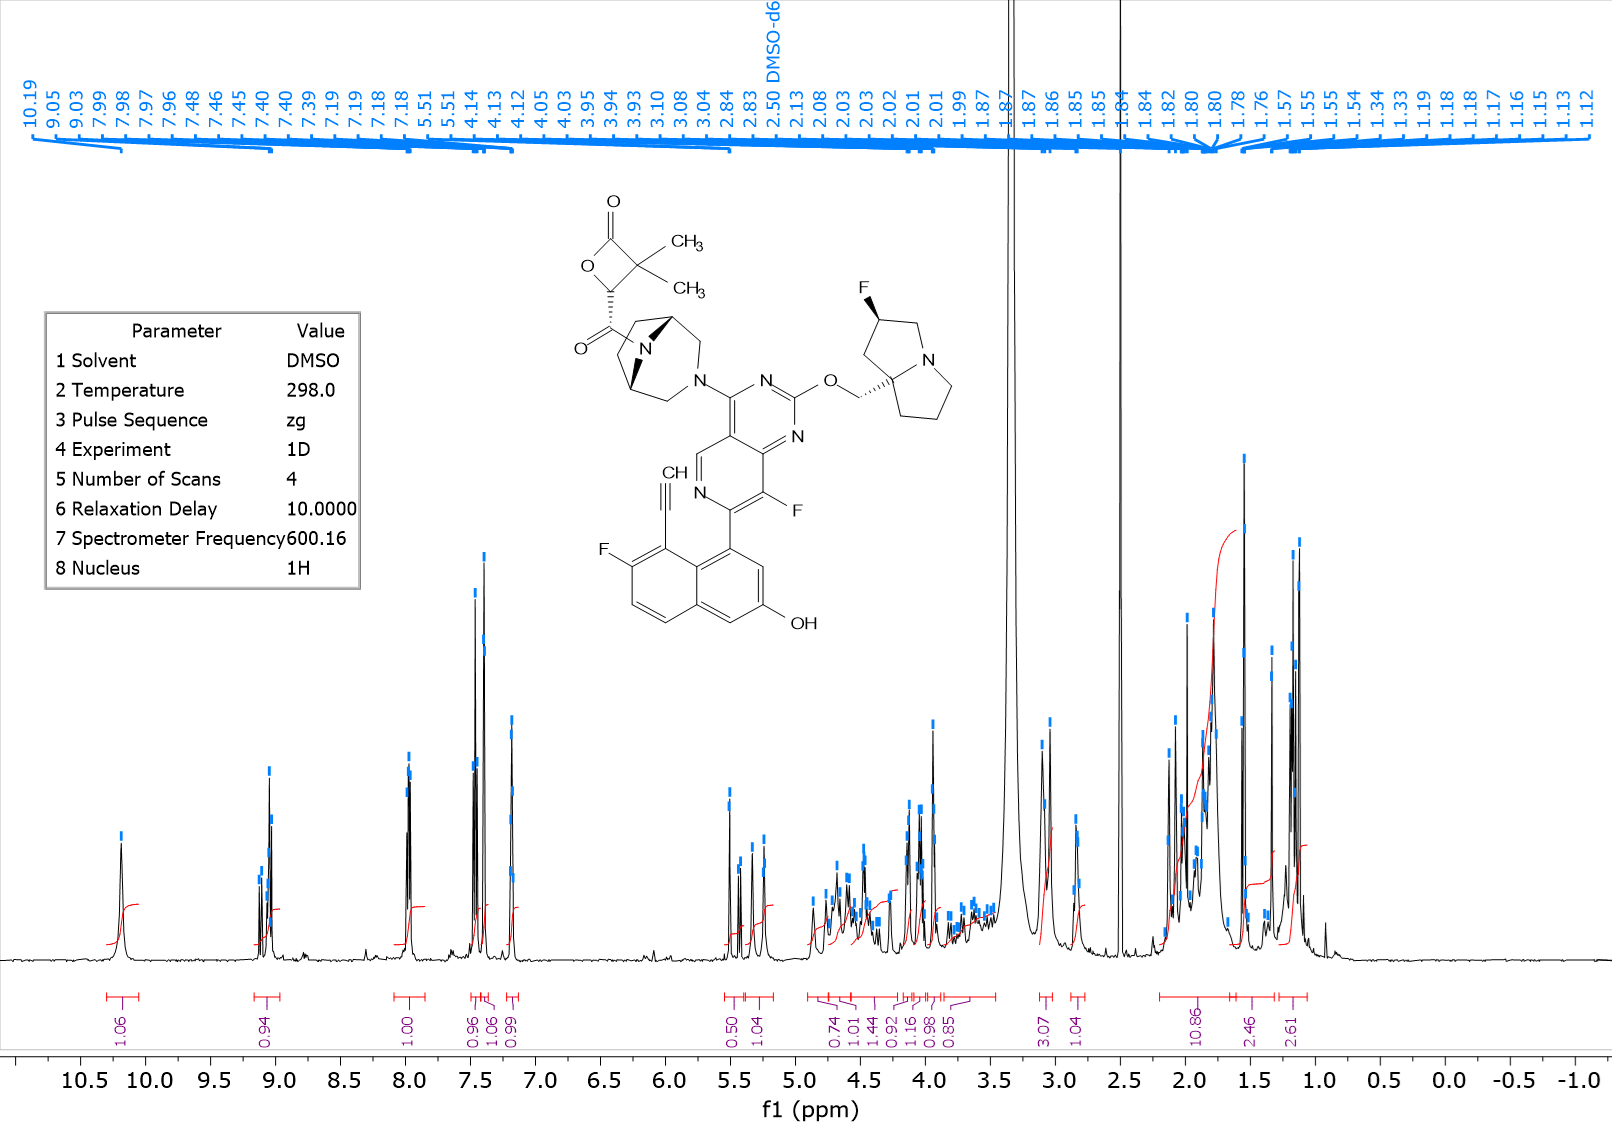 10.19 9.05 9.03 7.99 7.98 7.97 7.96 7.48 7.46 7.45 7.40 7.40 7.39 7.19 7.19 7.18 7.18 5.51 5.51 4.14 4.13 4.12 4.05 4.03 3.95 3.94 3.93 3.10 3.08 3.04 2.84 2.83 2.50 DMSO-d6 2.13 2.08 2.03 2.03 2.02 2.01 2.01 1.99 1.87 1.87 1.87 1.86 1.85 1.85 1.84 1.84 1.82 1.80 1.80 1.78 1.76 1.57 1.55 1.55 1.54 1.34 1.33 1.19 1.18 1.18 1.17 1.16 1.15 1.13 1.12
O
CH3
O
CH3
F
O
N
N
N
N
O
N
CH
N
F
F
OH
Parameter Value
1 Solvent DMSO
2 Temperature 298.0
3 Pulse Sequence zg
4 Experiment 1D
5 Number of Scans 4
6 Relaxation Delay 10.0000
7 Spectrometer Frequency 600.16
8 Nucleus 1H
1.06 0.94 1.00 0.96 1.06 0.99 0.50 1.04 0.74 1.01 1.44 0.92 1.16 0.98 0.85 3.07 1.04 10.86 2.46 2.61
10.5 10.0 9.5 9.0 8.5 8.0 7.5 7.0 6.5 6.0 5.5 5.0 4.5 4.0 3.5 3.0 2.5 2.0 1.5 1.0 0.5 0.0 -0.5 -1.0
f1 (ppm)